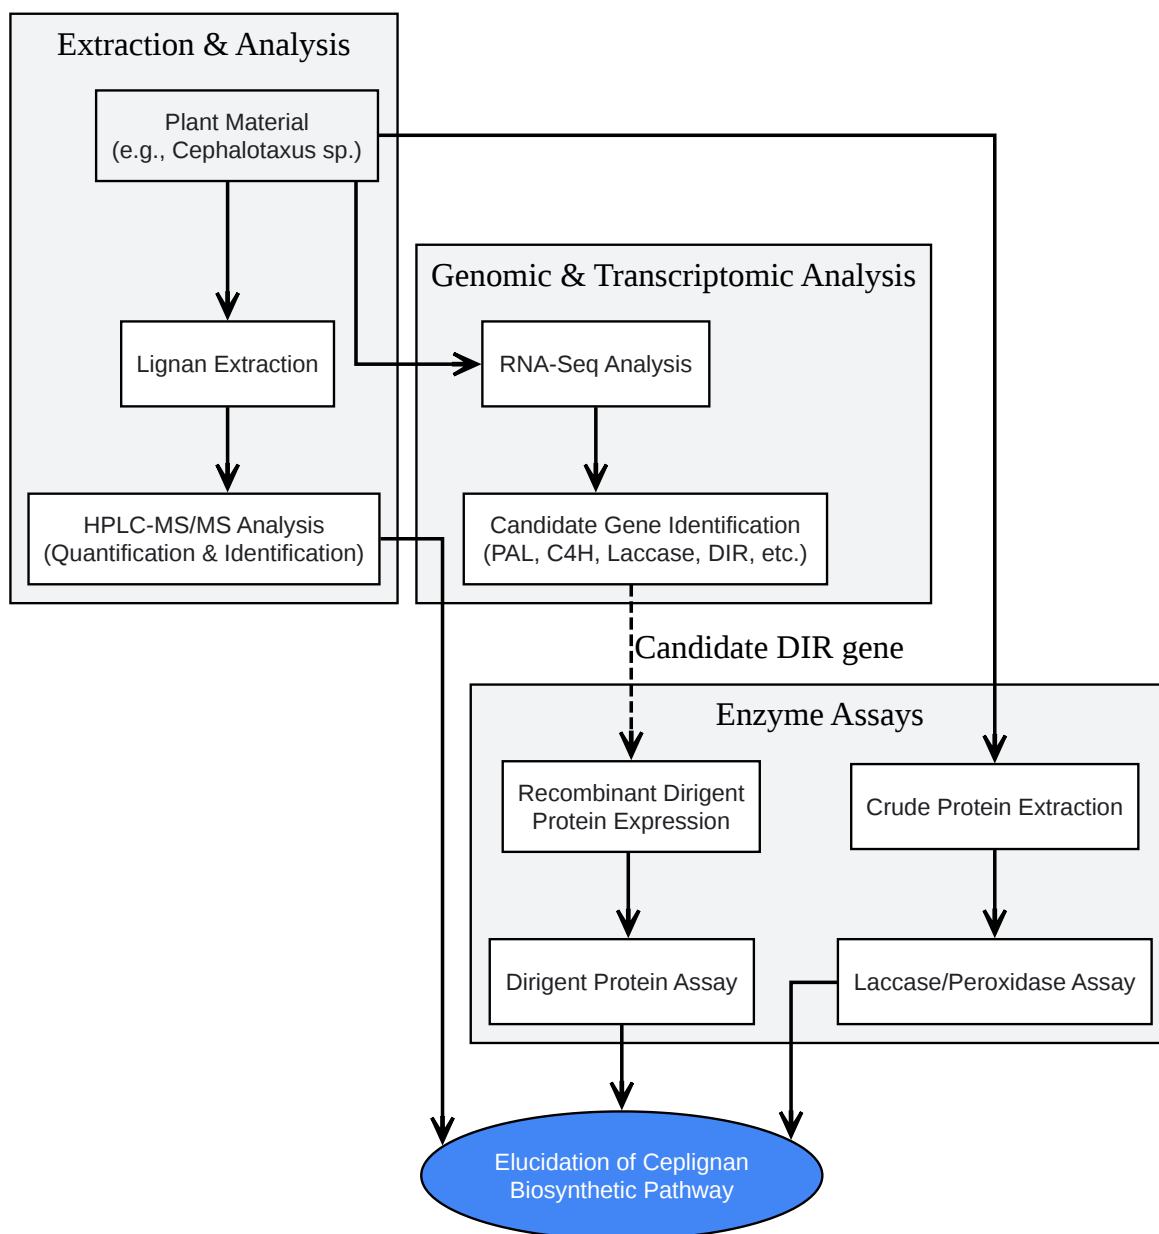 Extraction & Analysis
Plant Material
(e.g., Cephalotaxus sp.)
Genomic & Transcriptomic Analysis
Lignan Extraction
RNA-Seq Analysis
HPLC-MS/MS Analysis
(Quantification & Identification)
Candidate Gene Identification
(PAL, C4H, Laccase, DIR, etc.)
Candidate DIR gene
Enzyme Assays
Recombinant Dirigent
Protein Expression
Crude Protein Extraction
Dirigent Protein Assay
Laccase/Peroxidase Assay
Elucidation of Ceplignan
Biosynthetic Pathway